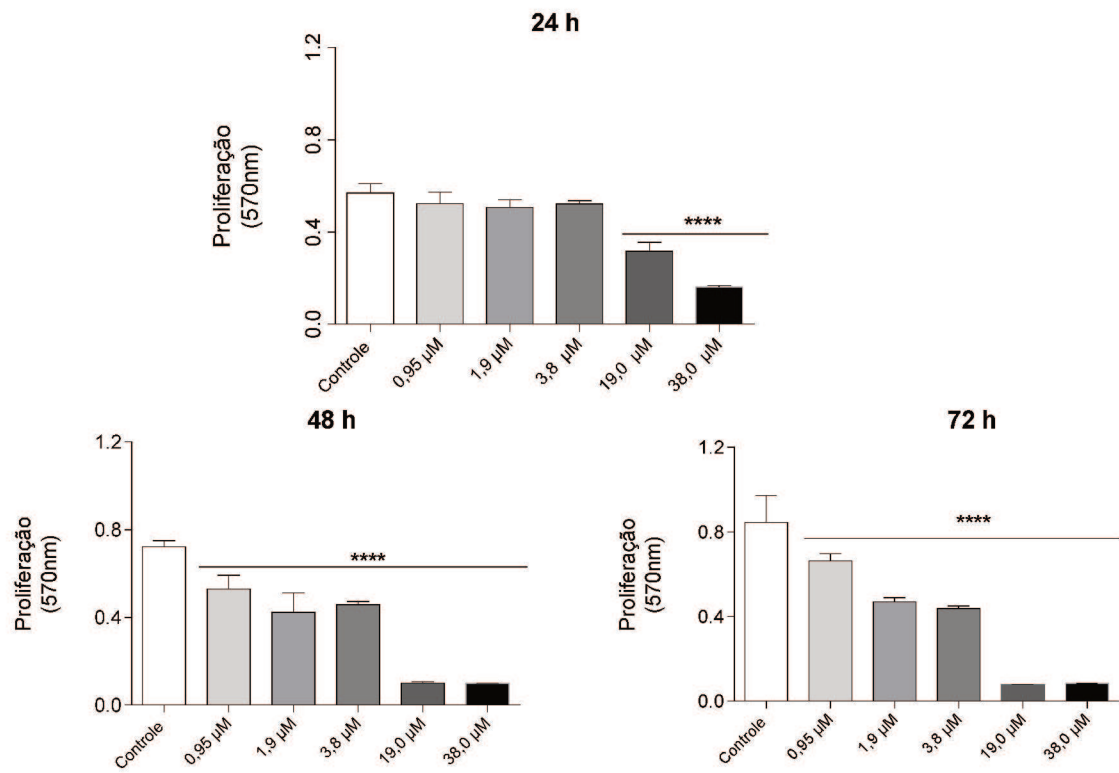 24 h
Proliferação
(570nm)
1.2
0.8
0.4
0.0
****
Controle
0,95 µM
1,9 µM
3,8 µM
19,0 µM
38,0 µM
48 h
Proliferação
(570nm)
1.2
0.8
0.4
0.0
****
Controle
0,95 µM
1,9 µM
3,8 µM
19,0 µM
38,0 µM
72 h
Proliferação
(570nm)
1.2
0.8
0.4
0.0
****
Controle
0,95 µM
1,9 µM
3,8 µM
19,0 µM
38,0 µM